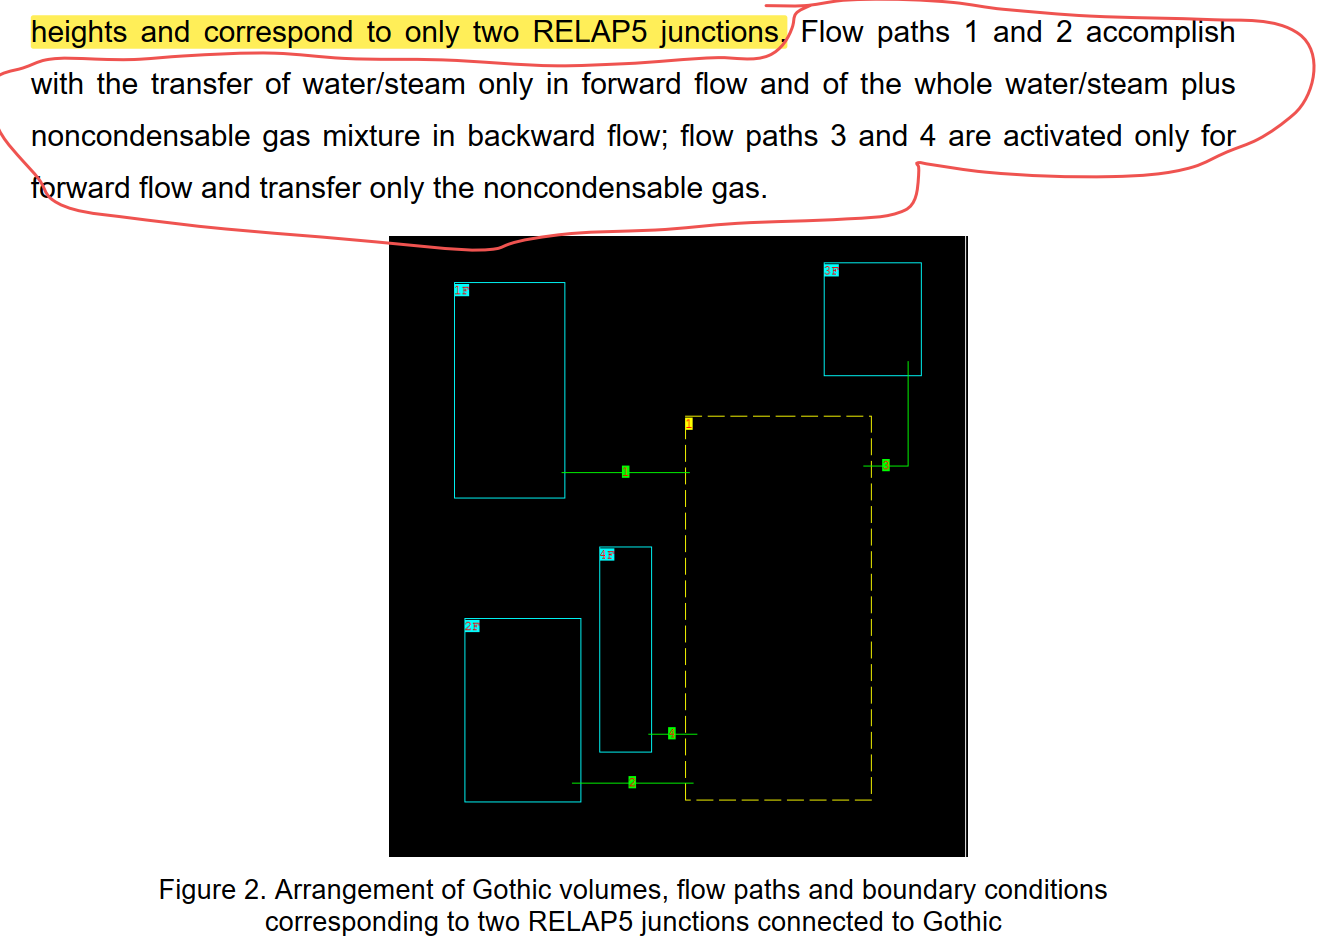 heights and correspond to only two RELAP5 junctions. Flow paths 1 and 2 accomplish
with the transfer of water/steam only in forward flow and of the whole water/steam plus
noncondensable gas mixture in backward flow; flow paths 3 and 4 are activated only for
forward flow and transfer only the noncondensable gas.
3F
1F
1
3
1
4F
2F
4
2
Figure 2. Arrangement of Gothic volumes, flow paths and boundary conditions
corresponding to two RELAP5 junctions connected to Gothic